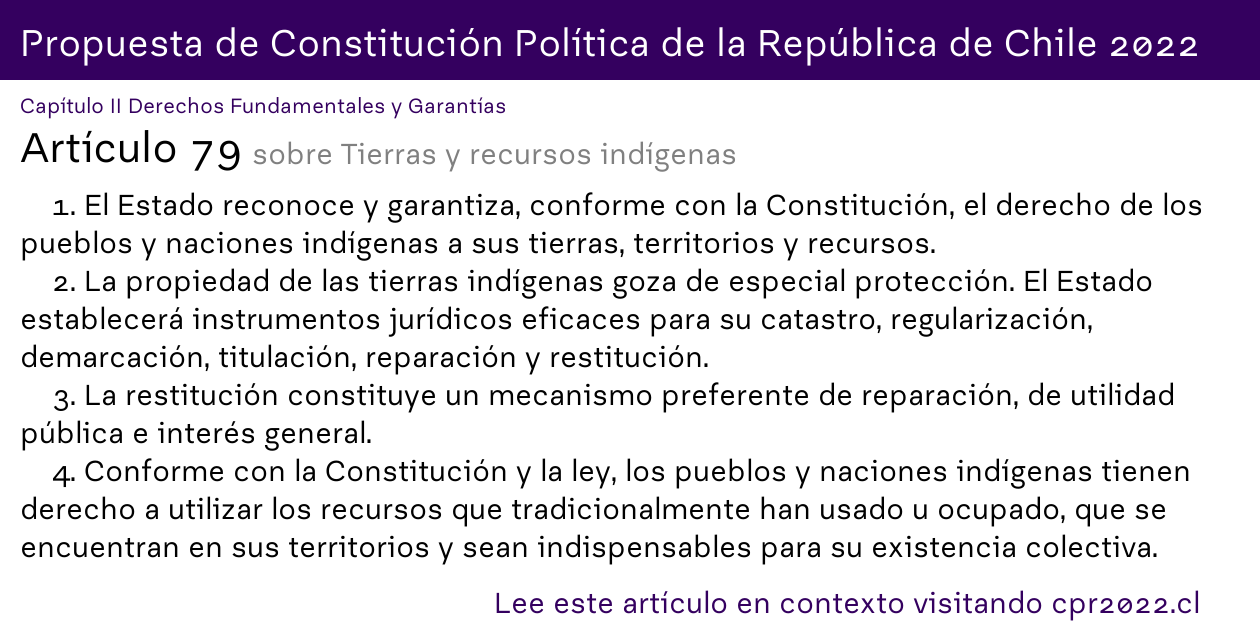 Propuesta de Constitución Política de la República de Chile 2022
Capítulo II Derechos Fundamentales y Garantías
Artículo 79 sobre Tierras y recursos indígenas
1. El Estado reconoce y garantiza, conforme con la Constitución, el derecho de los
pueblos y naciones indígenas a sus tierras, territorios y recursos.
2. La propiedad de las tierras indígenas goza de especial protección. El Estado
establecerá instrumentos jurídicos eficaces para su catastro, regularización,
demarcación, titulación, reparación y restitución.
3. La restitución constituye un mecanismo preferente de reparación, de utilidad
pública e interés general.
4. Conforme con la Constitución y la ley, los pueblos y naciones indígenas tienen
derecho a utilizar los recursos que tradicionalmente han usado u ocupado, que se
encuentran en sus territorios y sean indispensables para su existencia colectiva.
Lee este artículo en contexto visitando cpr2022.cl